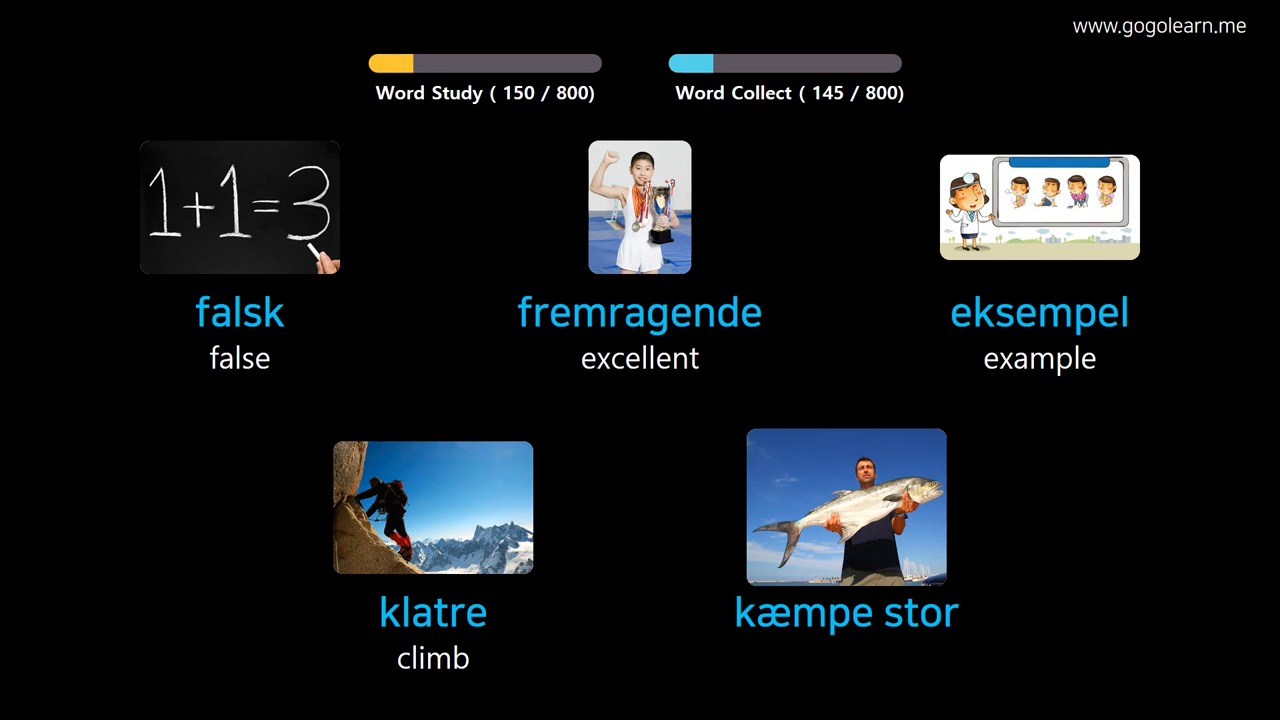 www.gogolearn.me
Word Study ( 150 / 800)
Word Collect ( 145 / 800)
1+1=3
falsk
false
fremragende
excellent
eksempel
example
klatre
climb
kæmpe stor